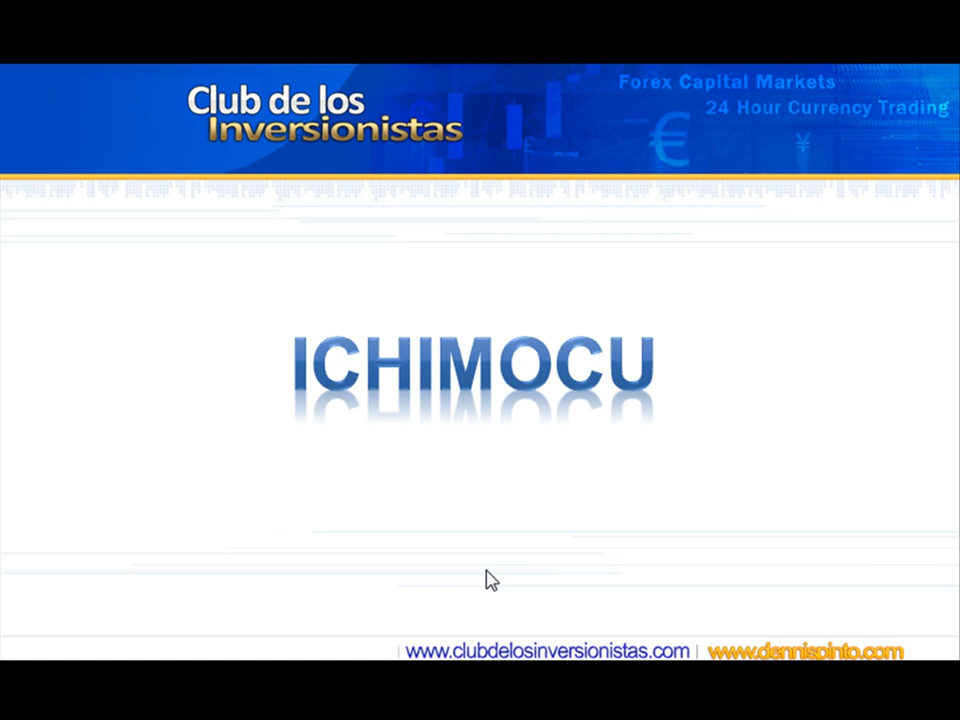 Club de los
Inversionistas
Forex Capital Markets
24 Hour Currency Trading
€
¥
ICHIMOCU
www.clubdelosinversionistas.com | www.dennispinto.com